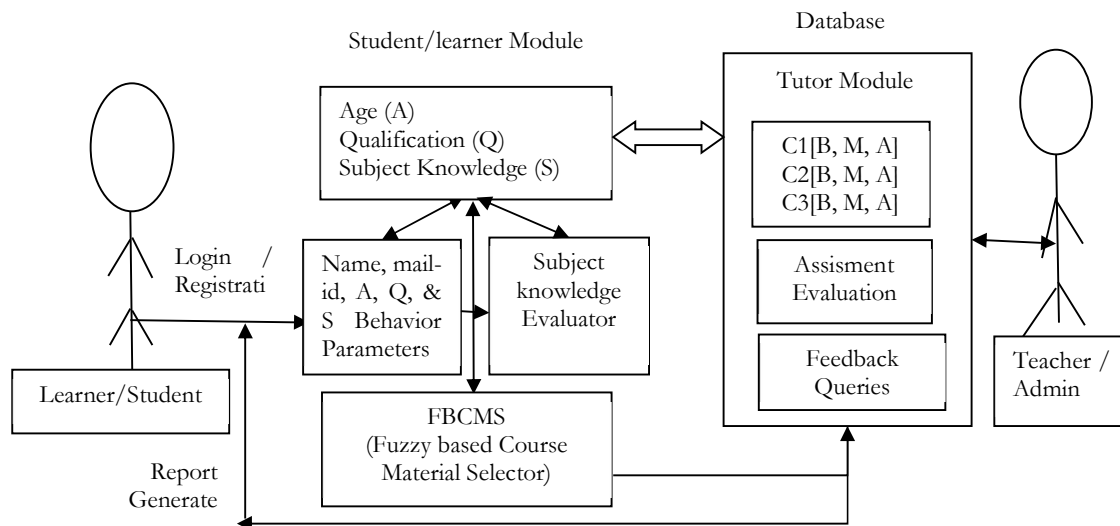 Database
Student/learner Module
Tutor Module
Age (A)
Qualification (Q)
Subject Knowledge (S)
C1[B, M, A]
C2[B, M, A]
C3[B, M, A]
Login /
Registrati
Name, mail-
id, A, Q, &
S Behavior
Parameters
Subject
knowledge
Evaluator
Assisment
Evaluation
Feedback
Queries
Teacher /
Admin
Learner/Student
FBCMS
(Fuzzy based Course
Material Selector)
Report
Generate